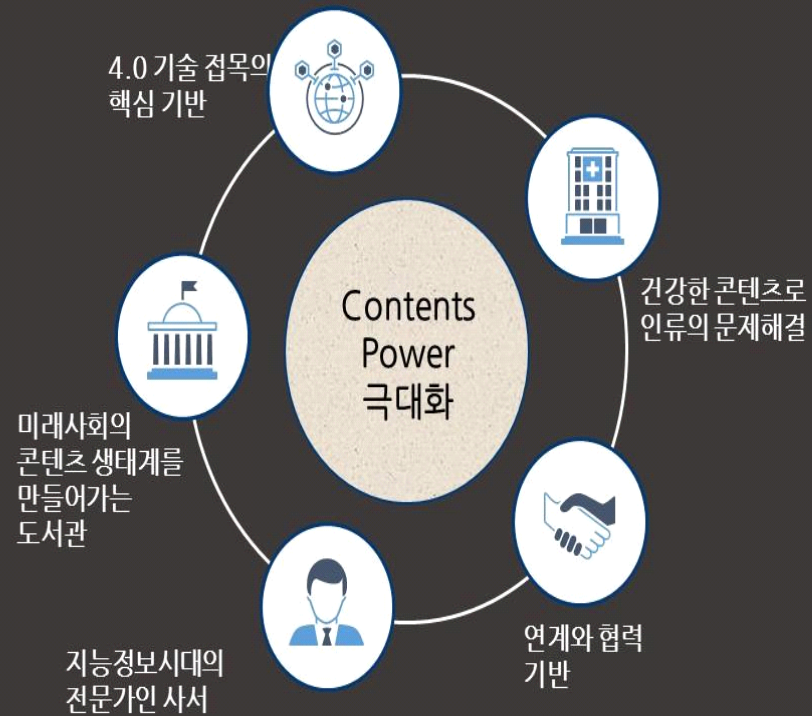 4.0 기술 접목의
핵심 기반
건강한 콘텐츠로
인류의 문제해결
Contents
Power
극대화
미래사회의
콘텐츠 생태계를
만들어가는
도서관
연계와 협력
기반
지능정보시대의
전문가인 사서